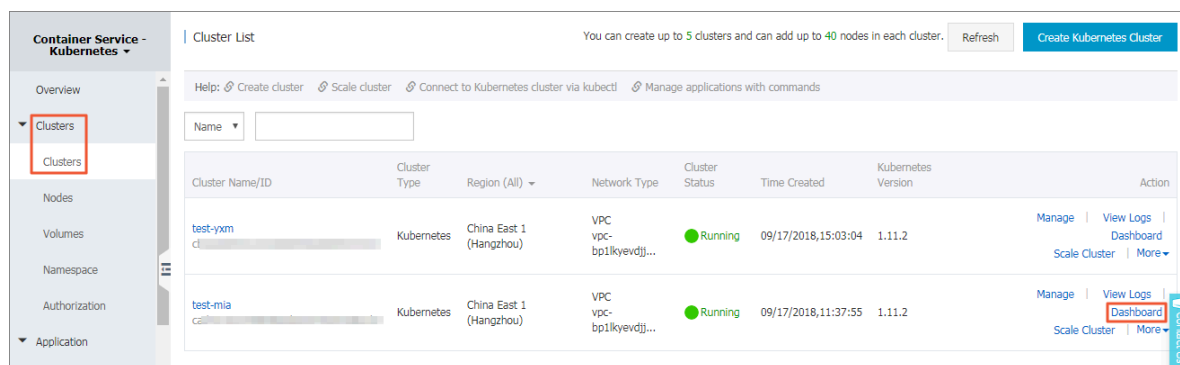 Container Service -
Kubernetes
Overview
Clusters
Clusters
Nodes
Volumes
Namespace
Authorization
Application
Cluster List
You can create up to 5 clusters and can add up to 40 nodes in each cluster.
Refresh
Create Kubernetes Cluster
Help: Create cluster Scale cluster Connect to Kubernetes cluster via kubectl Manage applications with commands
Name
Cluster Name/ID
Cluster
Type
Region (All)
Network Type
Cluster
Status
Time Created
Kubernetes
Version
Action
test-yxm
Kubernetes
China East 1
(Hangzhou)
VPC
vpc-
bp1lkyevdjj...
Running
09/17/2018,15:03:04
1.11.2
Manage | View Logs |
Dashboard
Scale Cluster | More
test-mia
Kubernetes
China East 1
(Hangzhou)
VPC
vpc-
bp1lkyevdjj...
Running
09/17/2018,11:37:55
1.11.2
Manage | View Logs |
Dashboard
Scale Cluster | More